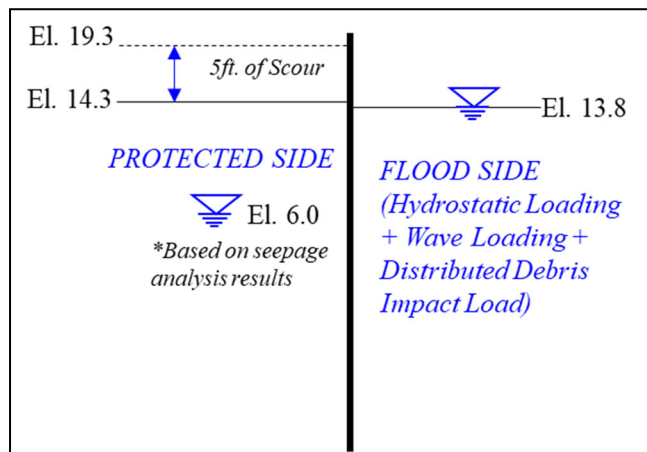 El. 19.3
5ft. of Scour
El. 14.3
El. 13.8
PROTECTED SIDE
FLOOD SIDE
(Hydrostatic Loading
+ Wave Loading +
Distributed Debris
Impact Load)
El. 6.0
*Based on seepage
analysis results